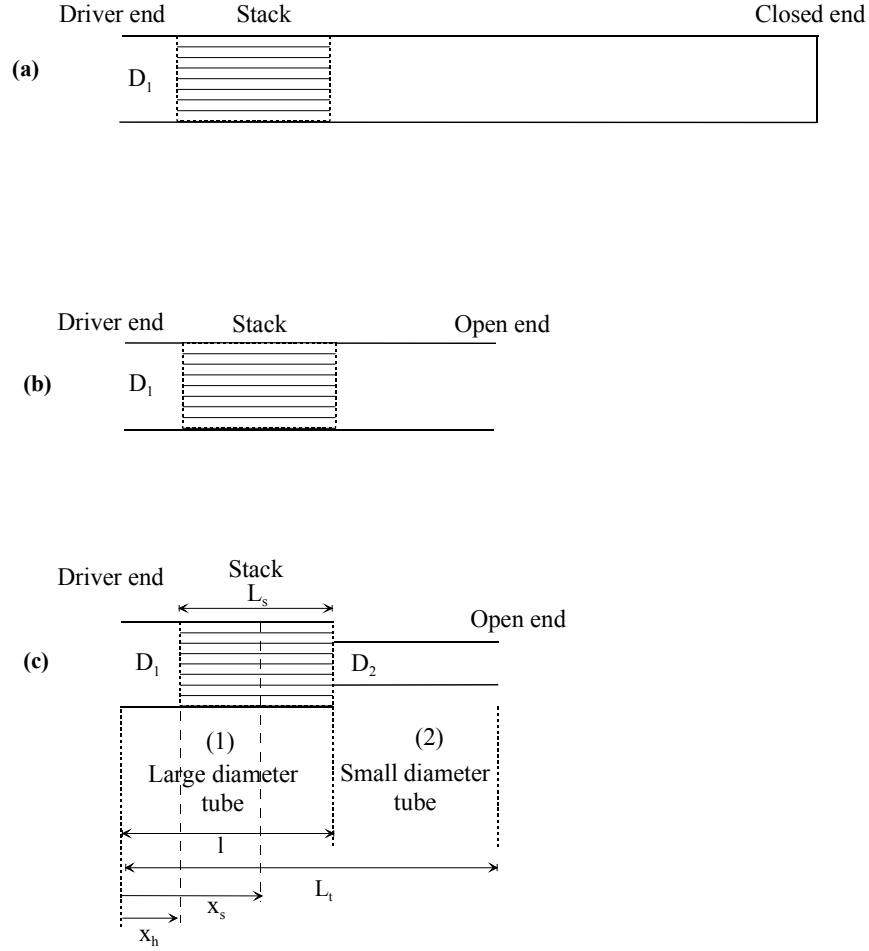 Driver end Stack Closed end
(a) D₁
Driver end Stack Open end
(b) D₁
Driver end Stack
Lₛ
Open end
(c) D₁ D₂
(1) (2)
Large diameter Small diameter
tube tube
l
Lₜ
xₛ
xₕ